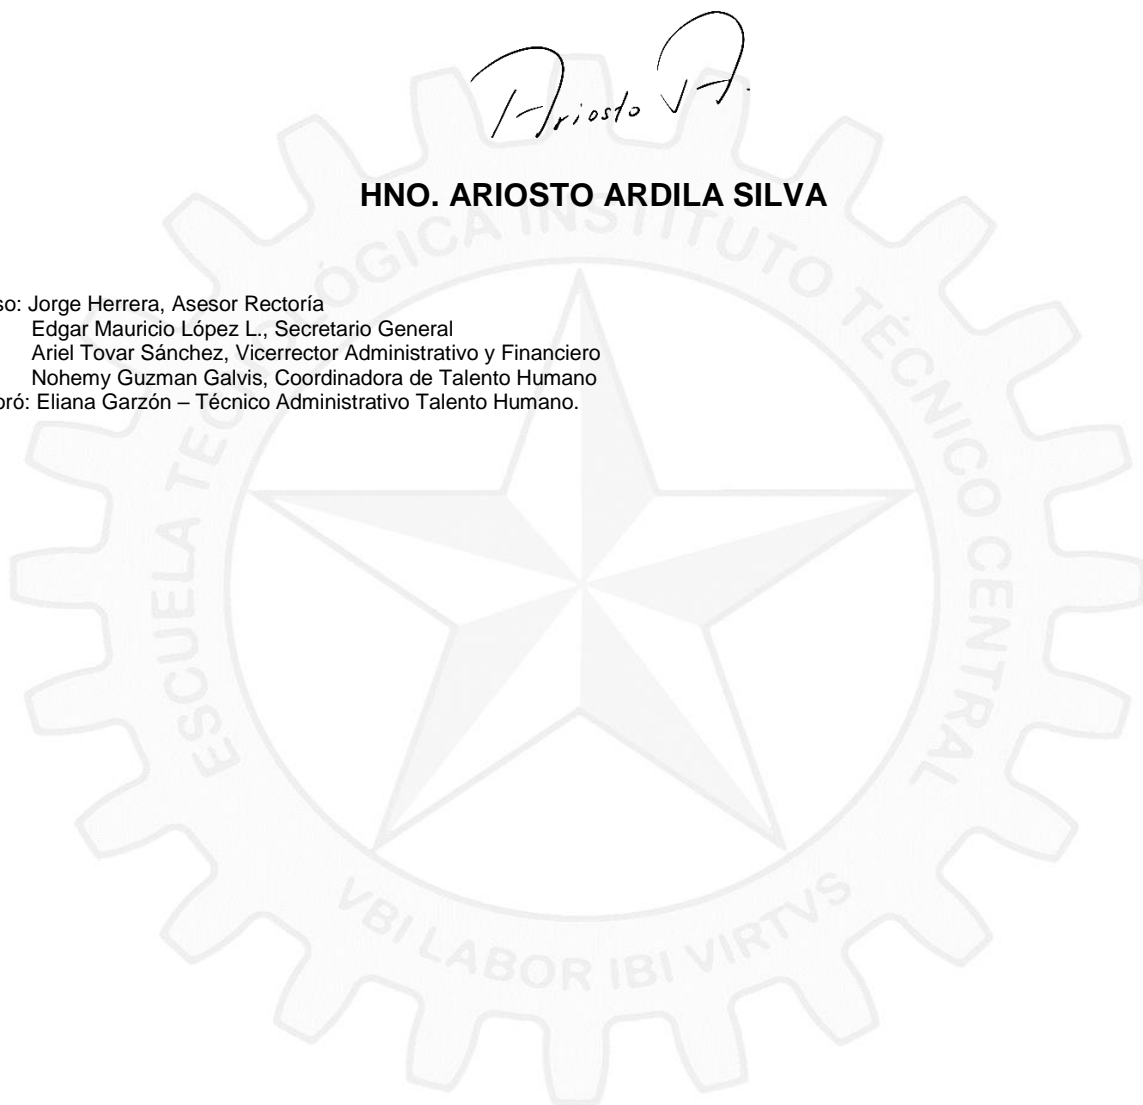 Ariosto A.
HNO. ARIOSTO ARDILA SILVA
so: Jorge Herrera, Asesor Rectoría
Edgar Mauricio López L., Secretario General
Ariel Tovar Sánchez, Vicerrector Administrativo y Financiero
Nohemy Guzman Galvis, Coordinadora de Talento Humano
oró: Eliana Garzón – Técnico Administrativo Talento Humano.
ESCUELA TECNOLÓGICA INSTITUTO TÉCNICO CENTRAL
VBI LABOR IBI VIRTVS